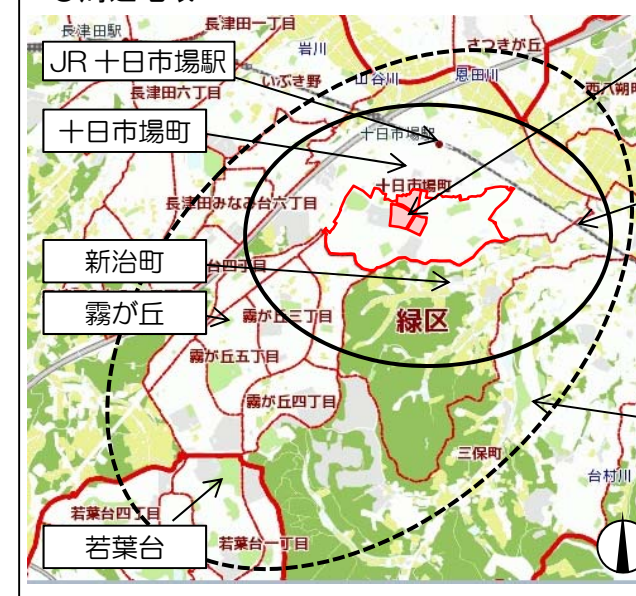 長津田駅
長津田一丁目
岩川
さつきが丘
JR十日市場駅
いぶき野
山谷川
恩田川
長津田六丁目
西八朔町
十日市場町
十日市場駅
十日市場町
長津田みなみ台六丁目
新治町
台四丁目
霧が丘
霧が丘三丁目
緑区
霧が丘五丁目
霧が丘四丁目
三保町
台村川
若葉台四丁目
若葉台
若葉台一丁目